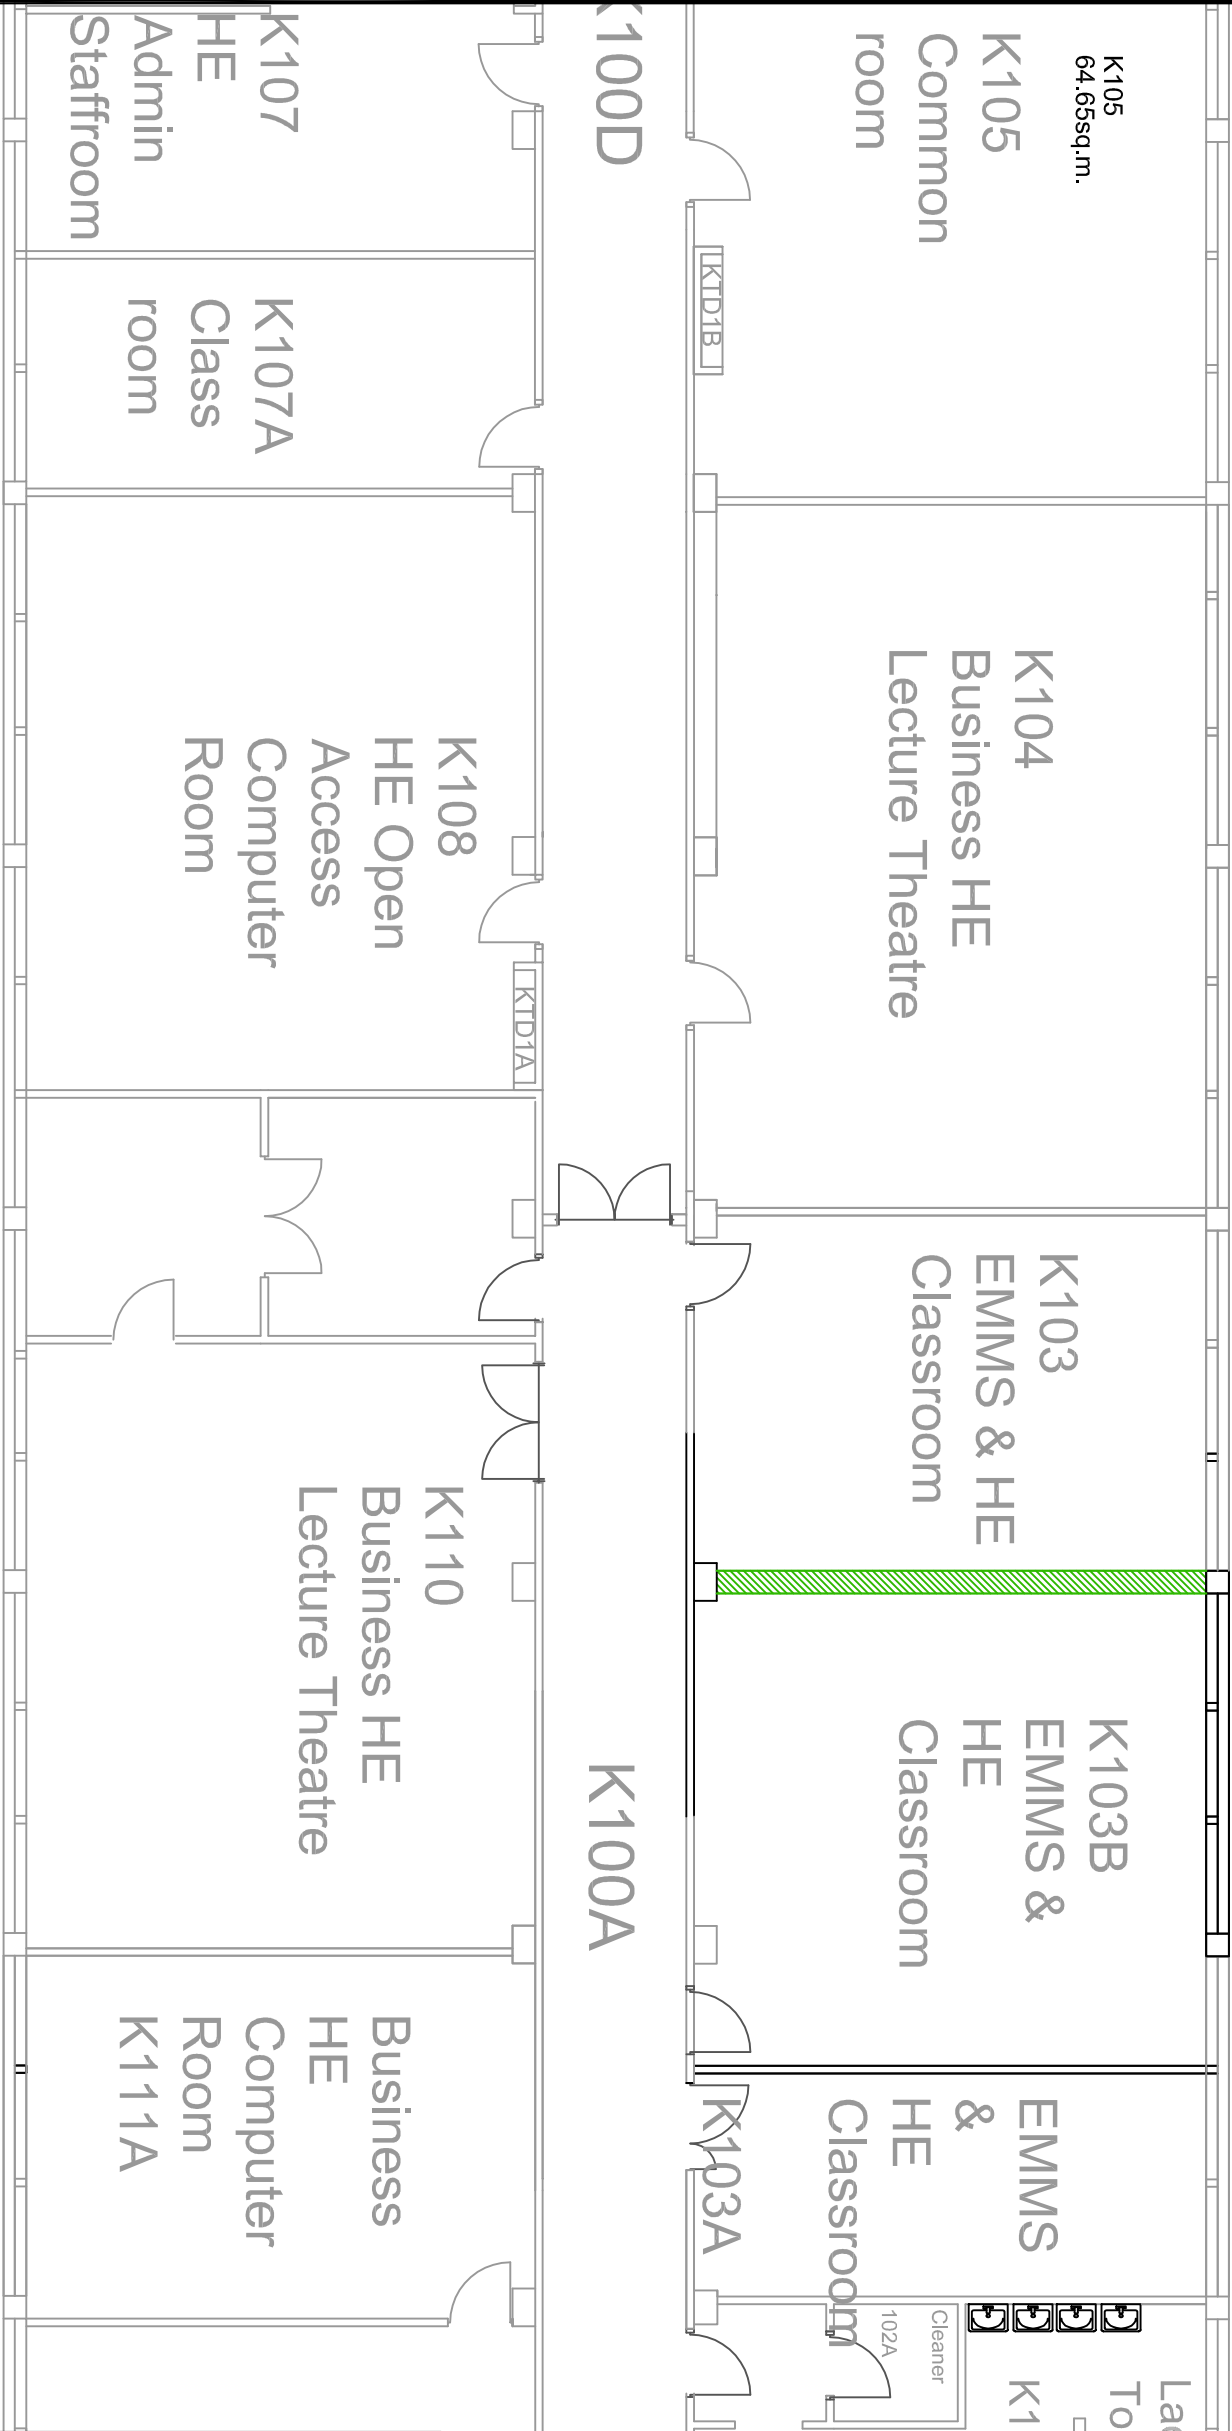 K107
HE
Admin
Staffroom
K100D
K105
Common
room
K105
64.65sq.m.
K107A
Class
room
KTD1B
K108
HE Open
Access
Computer
Room
KTD1A
K104
Business HE
Lecture Theatre
K103
EMMS & HE
Classroom
K110
Business HE
Lecture Theatre
K100A
K103B
EMMS &
HE
Classroom
Business
HE
Computer
Room
K111A
EMMS
&
HE
Classroom
K103A
Cleaner
102A